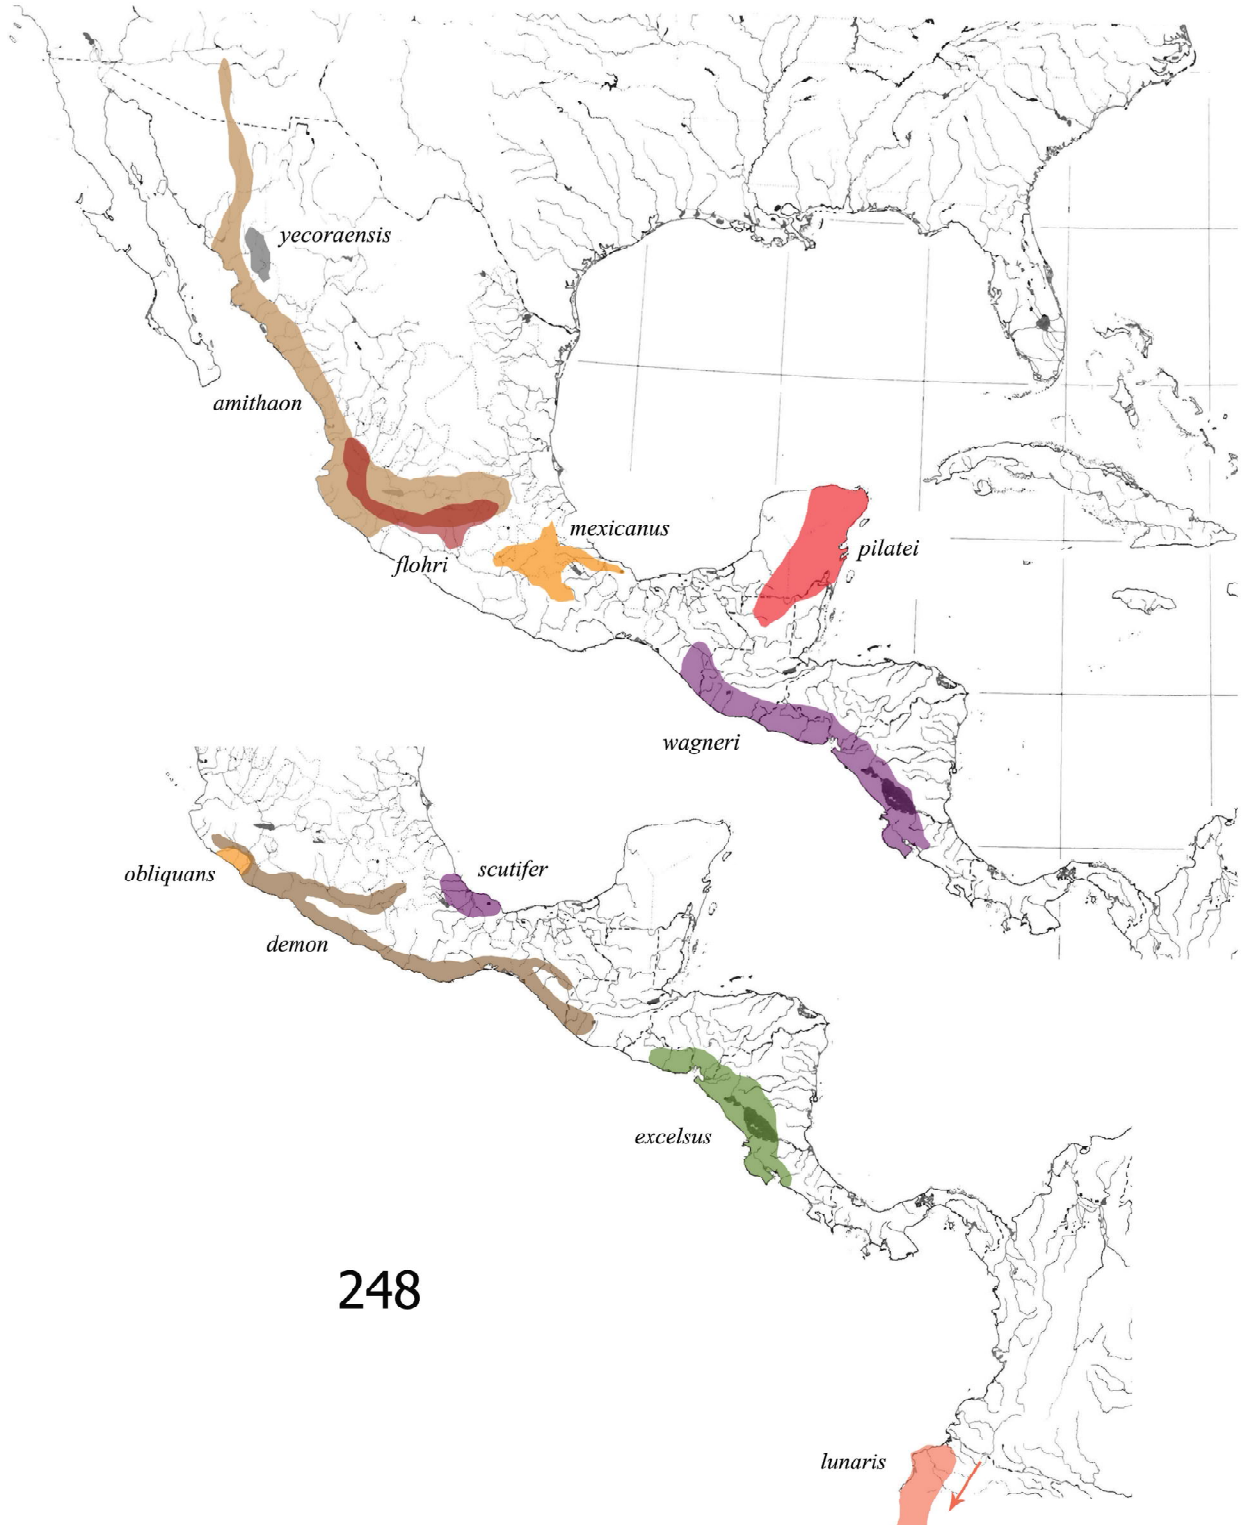 yecoraensis
amithaon
mexicanus
pilatei
flohri
wagneri
scutifer
obliquans
demon
excelsus
248
lunaris